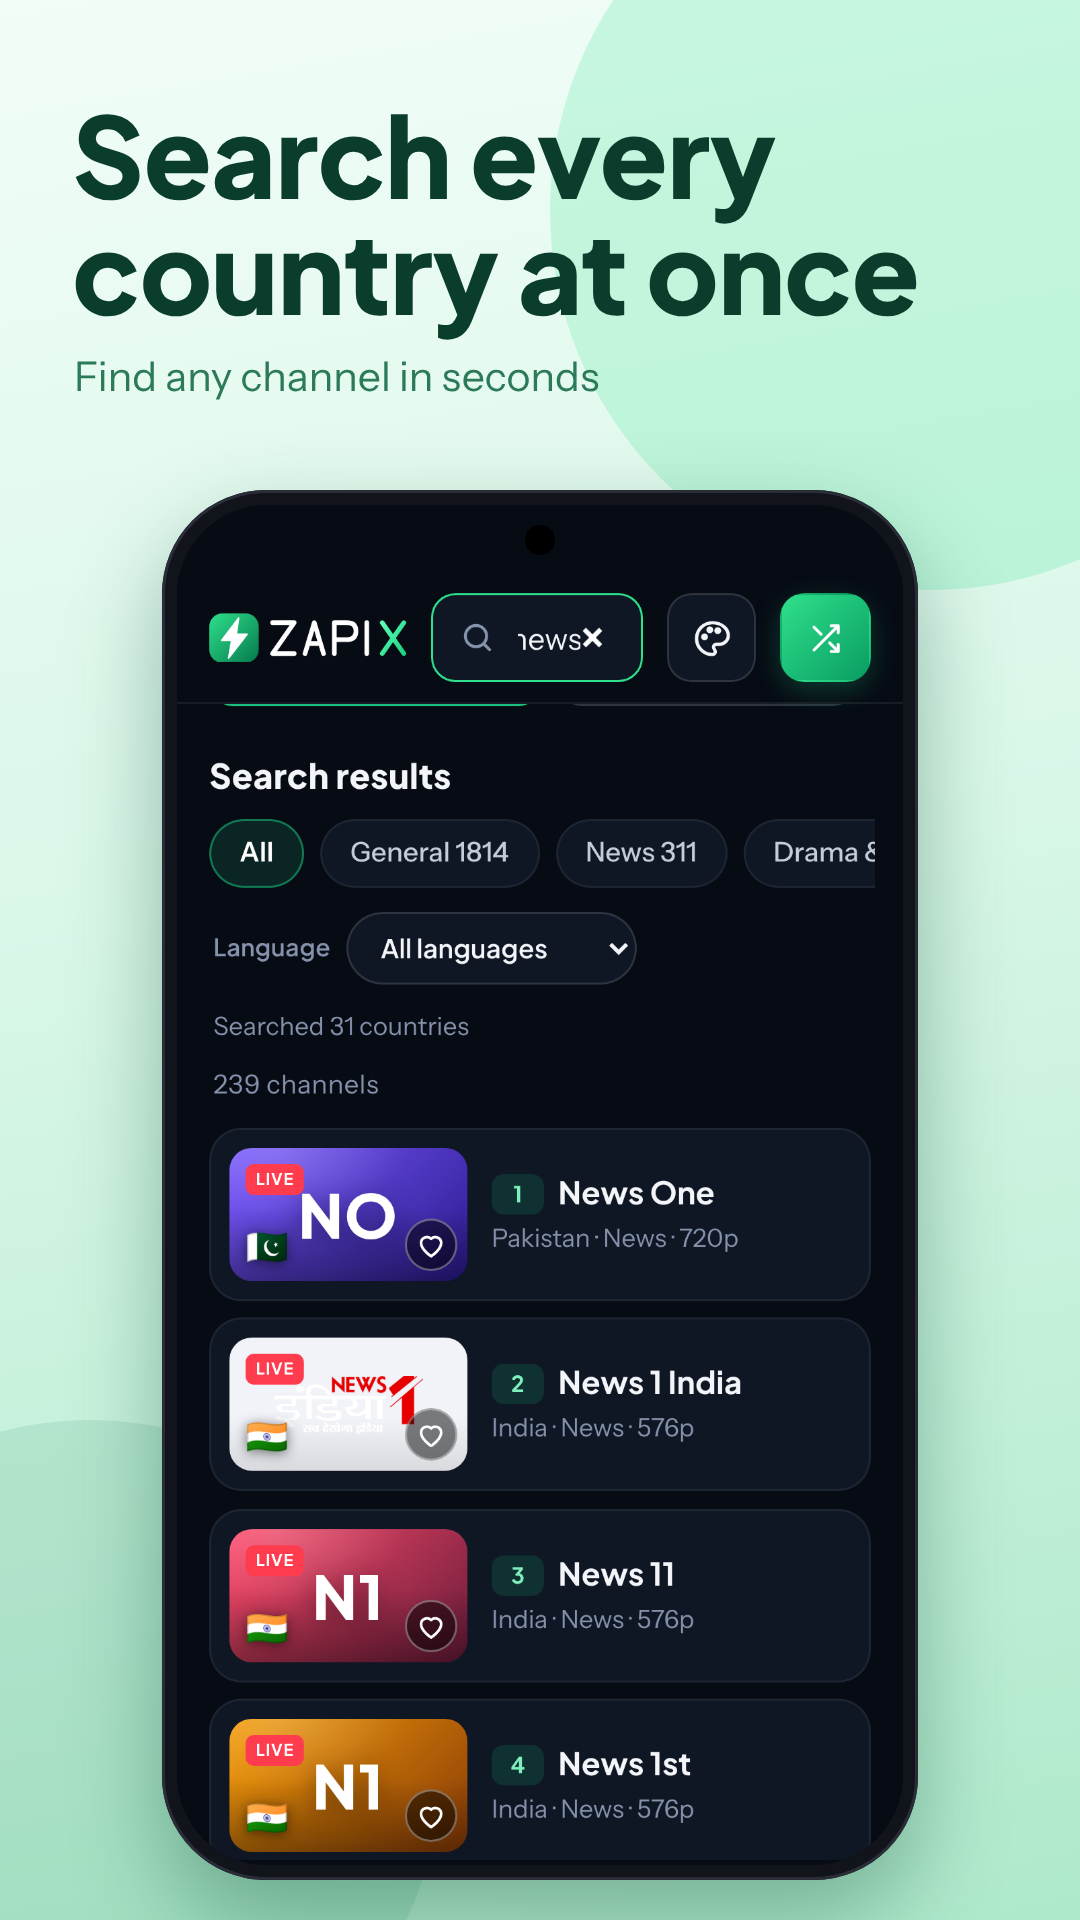 Search every
country at once
Find any channel in seconds
ZAPIX
news
Search results
All
General 1814
News 311
Drama &
Language
All languages
Searched 31 countries
239 channels
LIVE
NO
1
News One
Pakistan · News · 720p
LIVE
NEWS 1
इंडिया
सच देखेगा इंडिया
2
News 1 India
India · News · 576p
LIVE
N1
3
News 11
India · News · 576p
LIVE
N1
4
News 1st
India · News · 576p